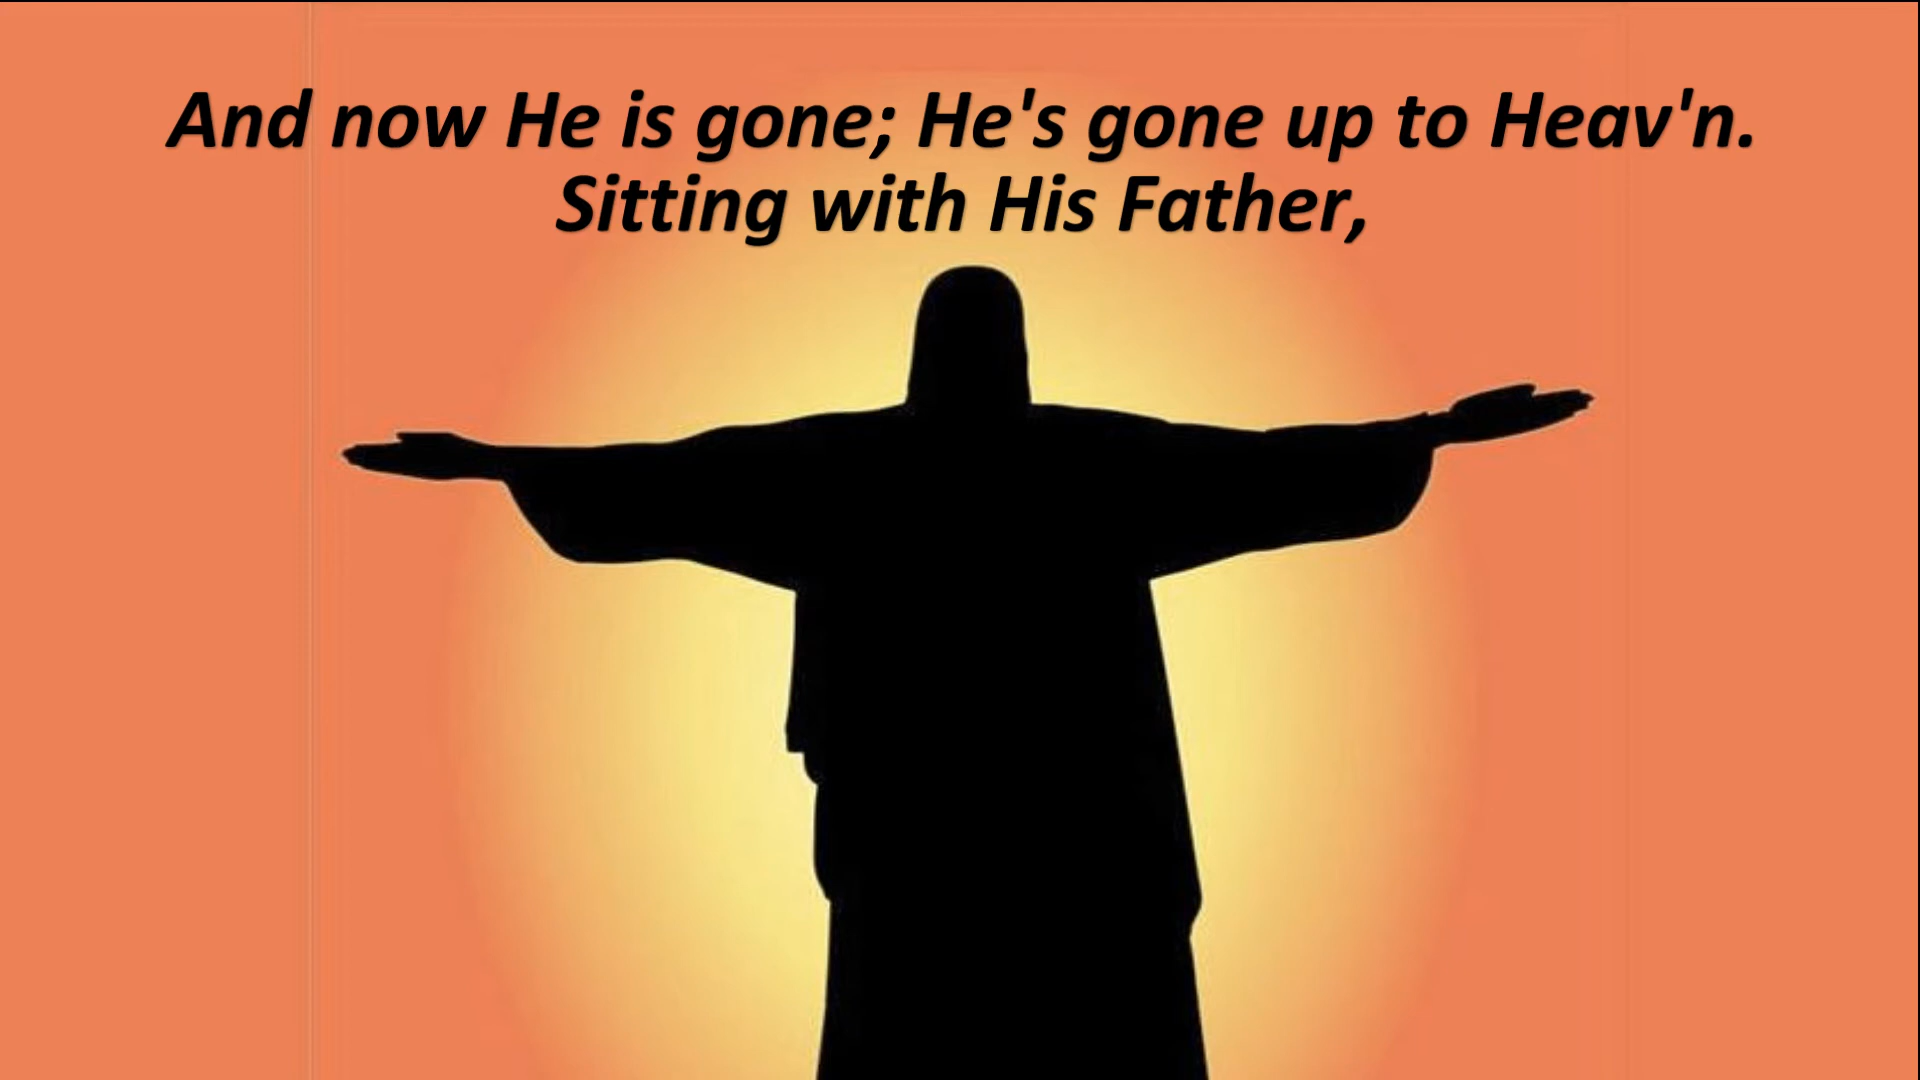 And now He is gone; He's gone up to Heav'n.
Sitting with His Father,